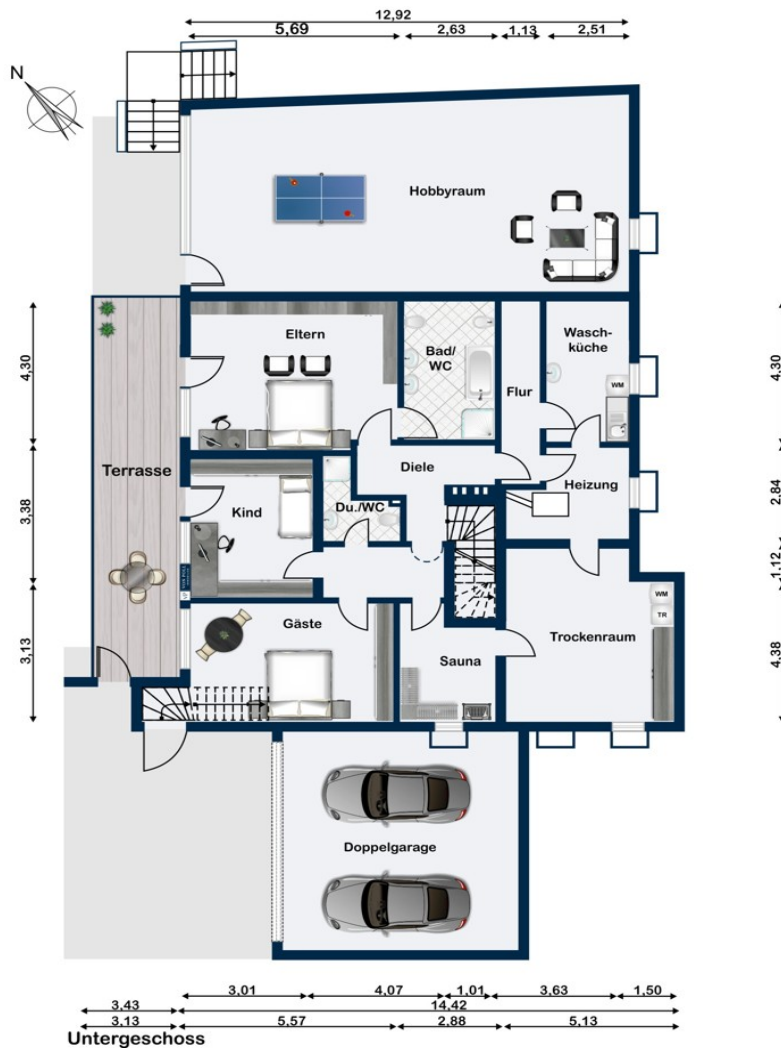 12,92
5,69 2,63 1,13 2,51
N
Hobbyraum
4,30
Eltern
Bad/
WC
Wasch-
küche
4,30
WM
Flur
Terrasse
Diele
3,38
Kind
Du./WC
Heizung
2,84
1,12
WM
TR
Gäste
3,13
Sauna
Trockenraum
4,38
Doppelgarage
3,01 4,07 1,01 3,63 1,50
3,43 14,42
3,13 5,57 2,88 5,13
Untergeschoss